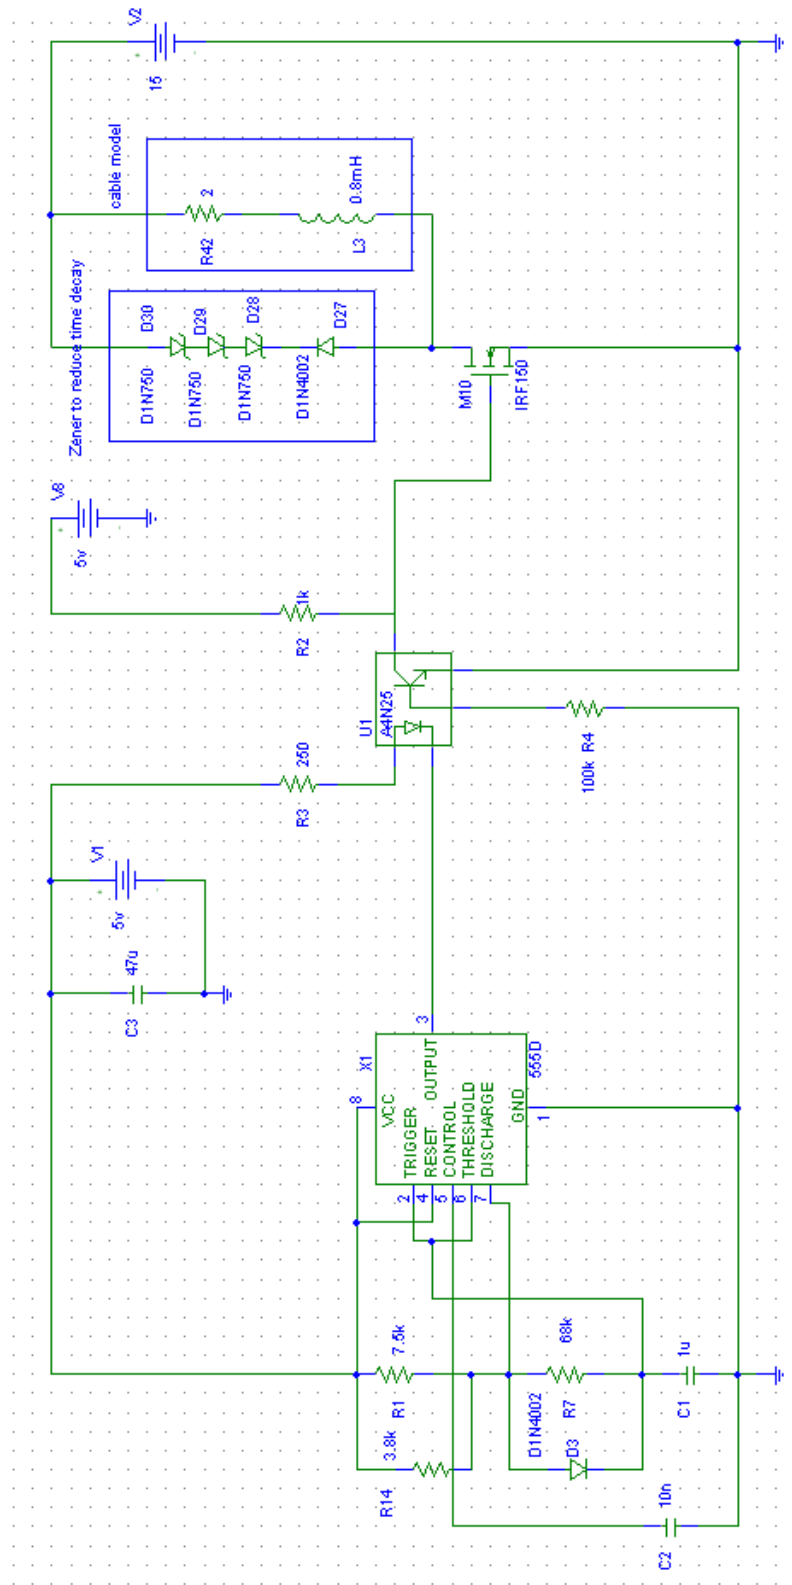 V2
15
cable model
2
0.8mH
R42
L3
Zener to reduce time decay
D30
D29
D28
D27
D1N750
D1N750
D1N750
D1N4002
M10
IRF150
V8
5v
1k
R2
U1
A4N25
R4
100k
250
R3
V1
5v
47u
C3
X1
555D
8
VCC
3
OUTPUT
TRIGGER
RESET
CONTROL
THRESHOLD
DISCHARGE
GND
1
2
4
5
6
7
7.5k
R1
3.8k
R14
68k
R7
D1N4002
D3
1u
C1
10n
C2